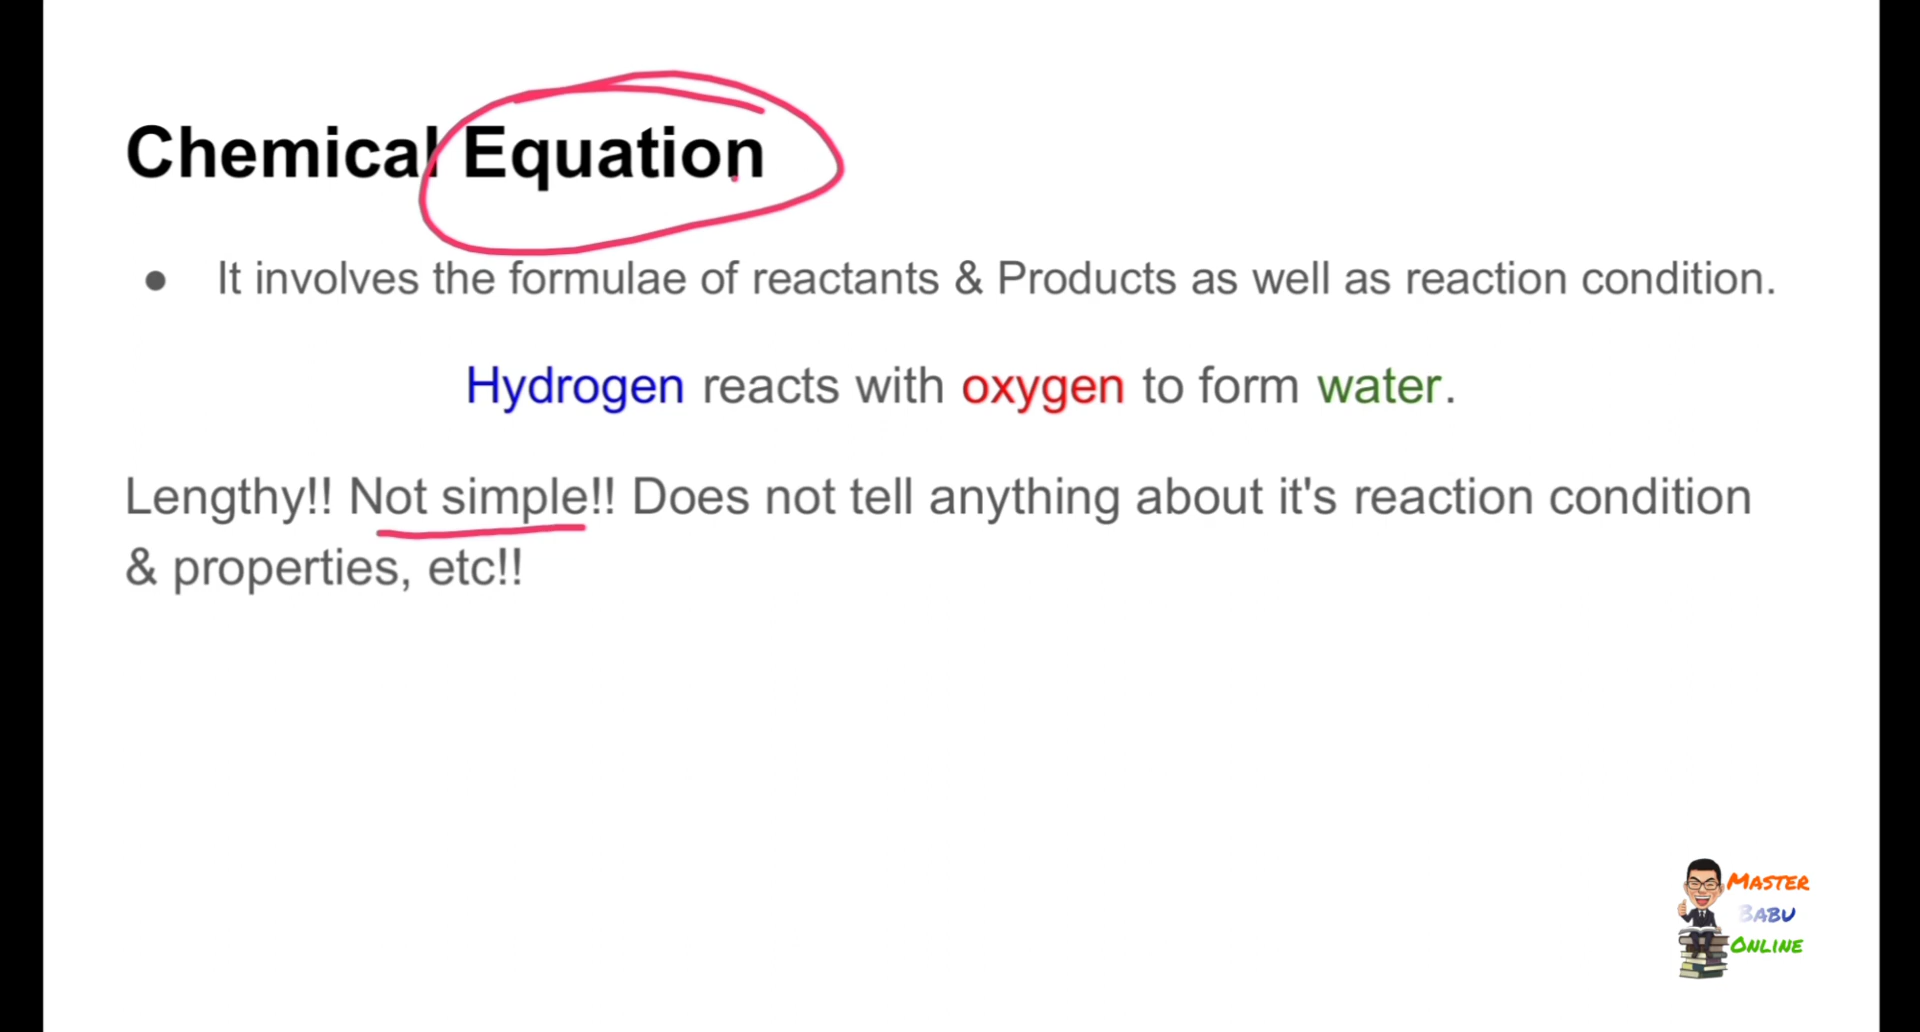 Chemical Equation
● It involves the formulae of reactants & Products as well as reaction condition.
Hydrogen reacts with oxygen to form water.
Lengthy!! Not simple!! Does not tell anything about it's reaction condition
& properties, etc!!
MASTER
BABU
ONLINE